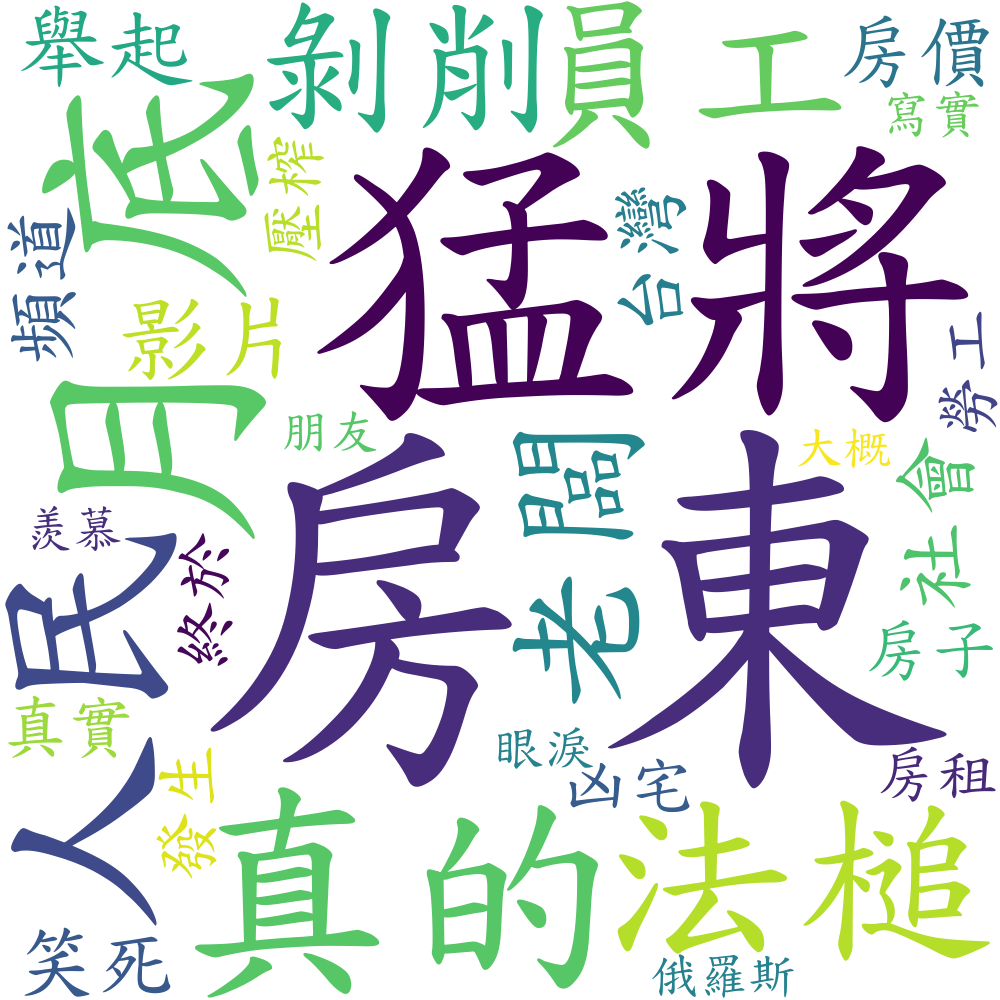 舉起
剝削
員工
房價
寫實
月底
壓榨
猛將
台灣
頻道
影片
勞工
朋友
老闆
大概
社會
羨慕
終於
人民
房東
房子
真實
眼淚
凶宅
房租
發生
真的
法槌
笑死
俄羅斯